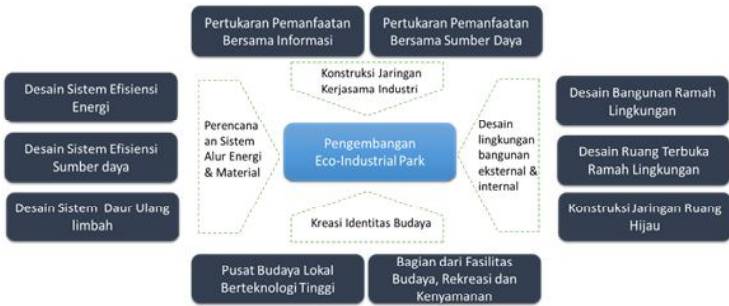 Pertukaran Pemanfaatan
Bersama Informasi
Pertukaran Pemanfaatan
Bersama Sumber Daya
Konstruksi Jaringan
Kerjasama Industri
Desain Sistem Efisiensi
Energi
Desain Sistem Efisiensi
Sumber daya
Desain Sistem Daur Ulang
limbah
Perencana
an Sistem
Alur Energi
& Material
Pengembangan
Eco-Industrial Park
Desain
lingkungan
bangunan
eksternal &
internal
Desain Bangunan Ramah
Lingkungan
Desain Ruang Terbuka
Ramah Lingkungan
Konstruksi Jaringan Ruang
Hijau
Kreasi Identitas Budaya
Pusat Budaya Lokal
Berteknologi Tinggi
Bagian dari Fasilitas
Budaya, Rekreasi dan
Kenyamanan